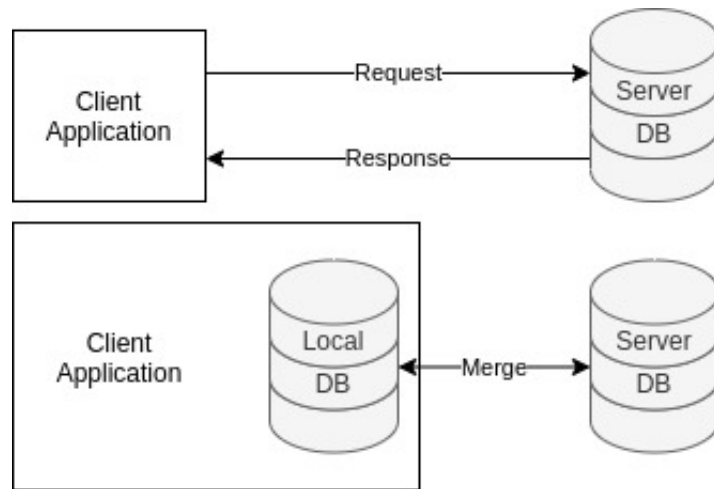 Client
Application
Request
Response
Server
DB
Client
Application
Local
DB
Merge
Server
DB